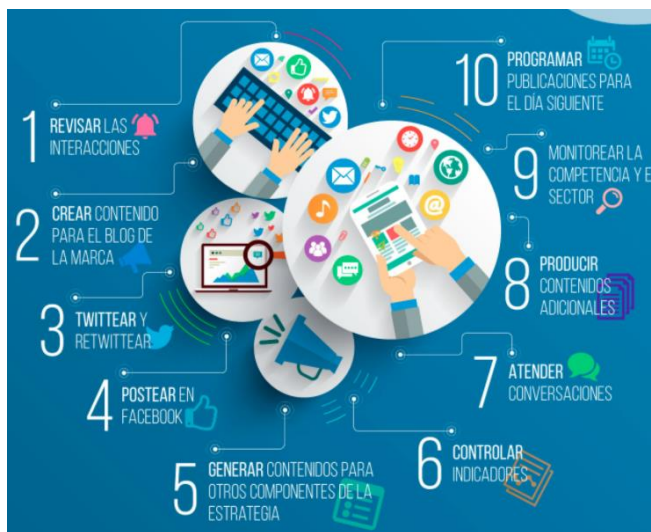 1
REVISAR LAS
INTERACCIONES
2
CREAR CONTENIDO
PARA EL BLOG DE
LA MARCA
3
TWITTEAR Y
RETWITTEAR
4
POSTEAR EN
FACEBOOK
5
GENERAR CONTENIDOS PARA
OTROS COMPONENTES DE LA
ESTRATEGIA
6
CONTROLAR
INDICADORES
7
ATENDER
CONVERSACIONES
8
PRODUCIR
CONTENIDOS
ADICIONALES
9
MONITOREAR LA
COMPETENCIA Y E
SECTOR
10
PROGRAMAR
PUBLICACIONES PARA
EL DÍA SIGUIENTE